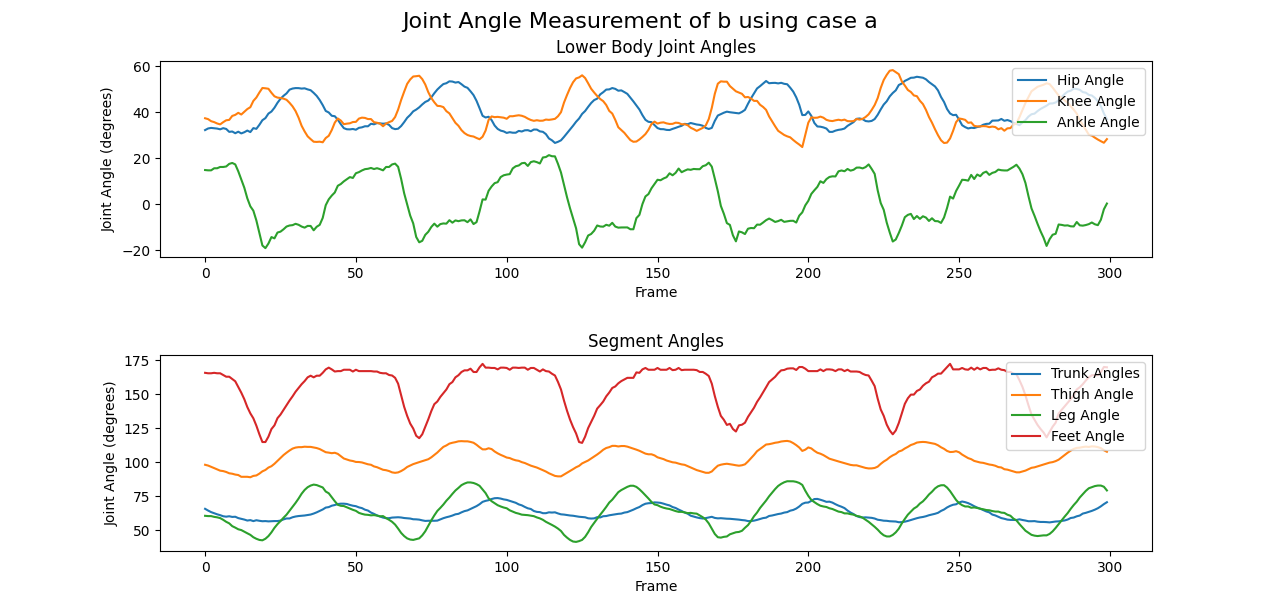 Joint Angle Measurement of b using case a
Lower Body Joint Angles
Joint Angle (degrees)
60
40
20
0
−20
Hip Angle
Knee Angle
Ankle Angle
0 50 100 150 200 250 300
Frame
Segment Angles
Joint Angle (degrees)
175
150
125
100
75
50
Trunk Angles
Thigh Angle
Leg Angle
Feet Angle
0 50 100 150 200 250 300
Frame